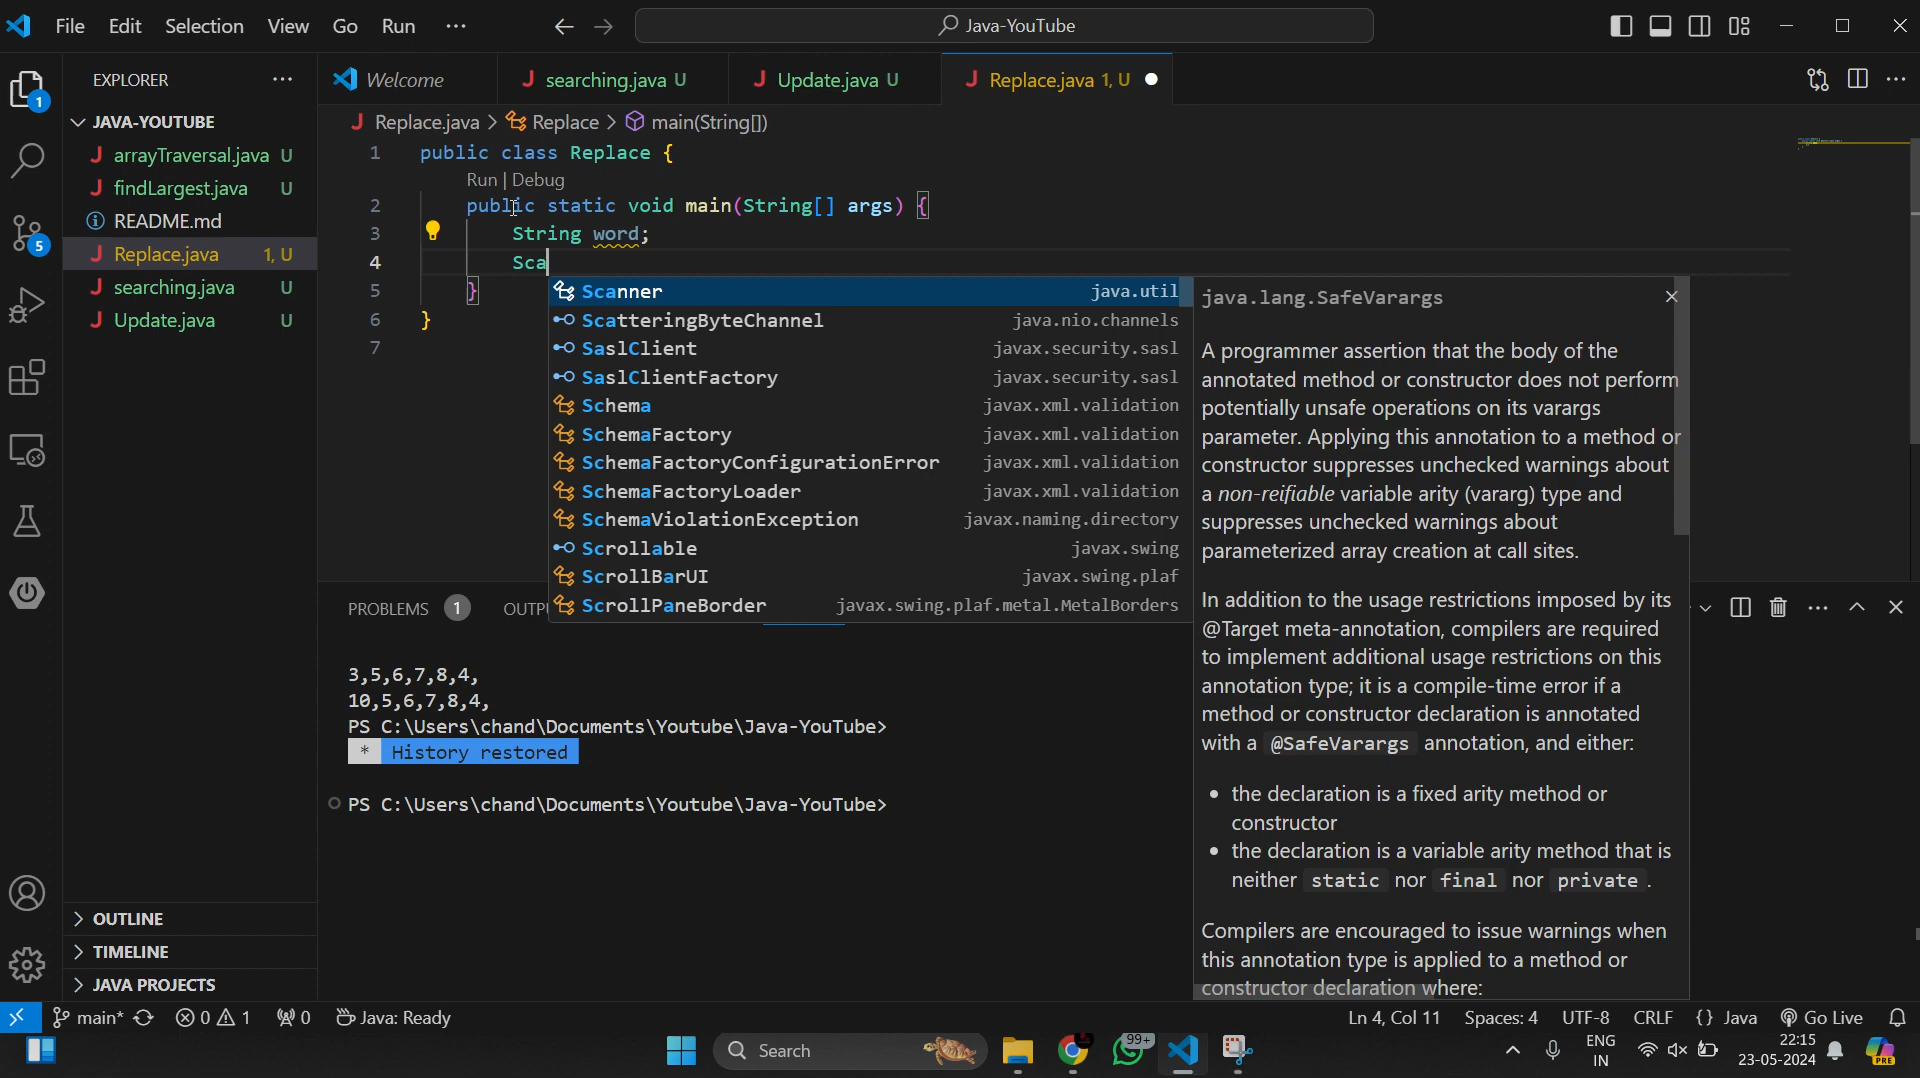 File Edit Selection View Go Run ··· Java-YouTube
EXPLORER ···
Welcome searching.java U Update.java U Replace.java 1, U
JAVA-YOUTUBE
Replace.java > Replace > main(String[])
arrayTraversal.java U
findLargest.java U
README.md
Replace.java 1, U
searching.java U
Update.java U
1 public class Replace {
Run | Debug
2 public static void main(String[] args) {
3 String word;
4 Sca
5 }
6 }
7
Scanner java.util
ScatteringByteChannel java.nio.channels
SaslClient javax.security.sasl
SaslClientFactory javax.security.sasl
Schema javax.xml.validation
SchemaFactory javax.xml.validation
SchemaFactoryConfigurationError javax.xml.validation
SchemaFactoryLoader javax.xml.validation
SchemaViolationException javax.naming.directory
Scrollable javax.swing
ScrollBarUI javax.swing.plaf
ScrollPaneBorder javax.swing.plaf.metal.MetalBorders
java.lang.SafeVarargs
A programmer assertion that the body of the
annotated method or constructor does not perform
potentially unsafe operations on its varargs
parameter. Applying this annotation to a method or
constructor suppresses unchecked warnings about
a non-reifiable variable arity (vararg) type and
suppresses unchecked warnings about
parameterized array creation at call sites.
In addition to the usage restrictions imposed by its
@Target meta-annotation, compilers are required
to implement additional usage restrictions on this
annotation type; it is a compile-time error if a
method or constructor declaration is annotated
with a @SafeVarargs annotation, and either:
• the declaration is a fixed arity method or
constructor
• the declaration is a variable arity method that is
neither static nor final nor private .
Compilers are encouraged to issue warnings when
this annotation type is applied to a method or
constructor declaration where:
PROBLEMS 1 OUTP
3,5,6,7,8,4,
10,5,6,7,8,4,
PS C:\Users\chand\Documents\Youtube\Java-YouTube>
* History restored
PS C:\Users\chand\Documents\Youtube\Java-YouTube>
1
5
OUTLINE
TIMELINE
JAVA PROJECTS
main* 0 1 0 Java: Ready Ln 4, Col 11 Spaces: 4 UTF-8 CRLF {} Java Go Live
Search 99+ ENG
IN
22:15
23-05-2024
PRE